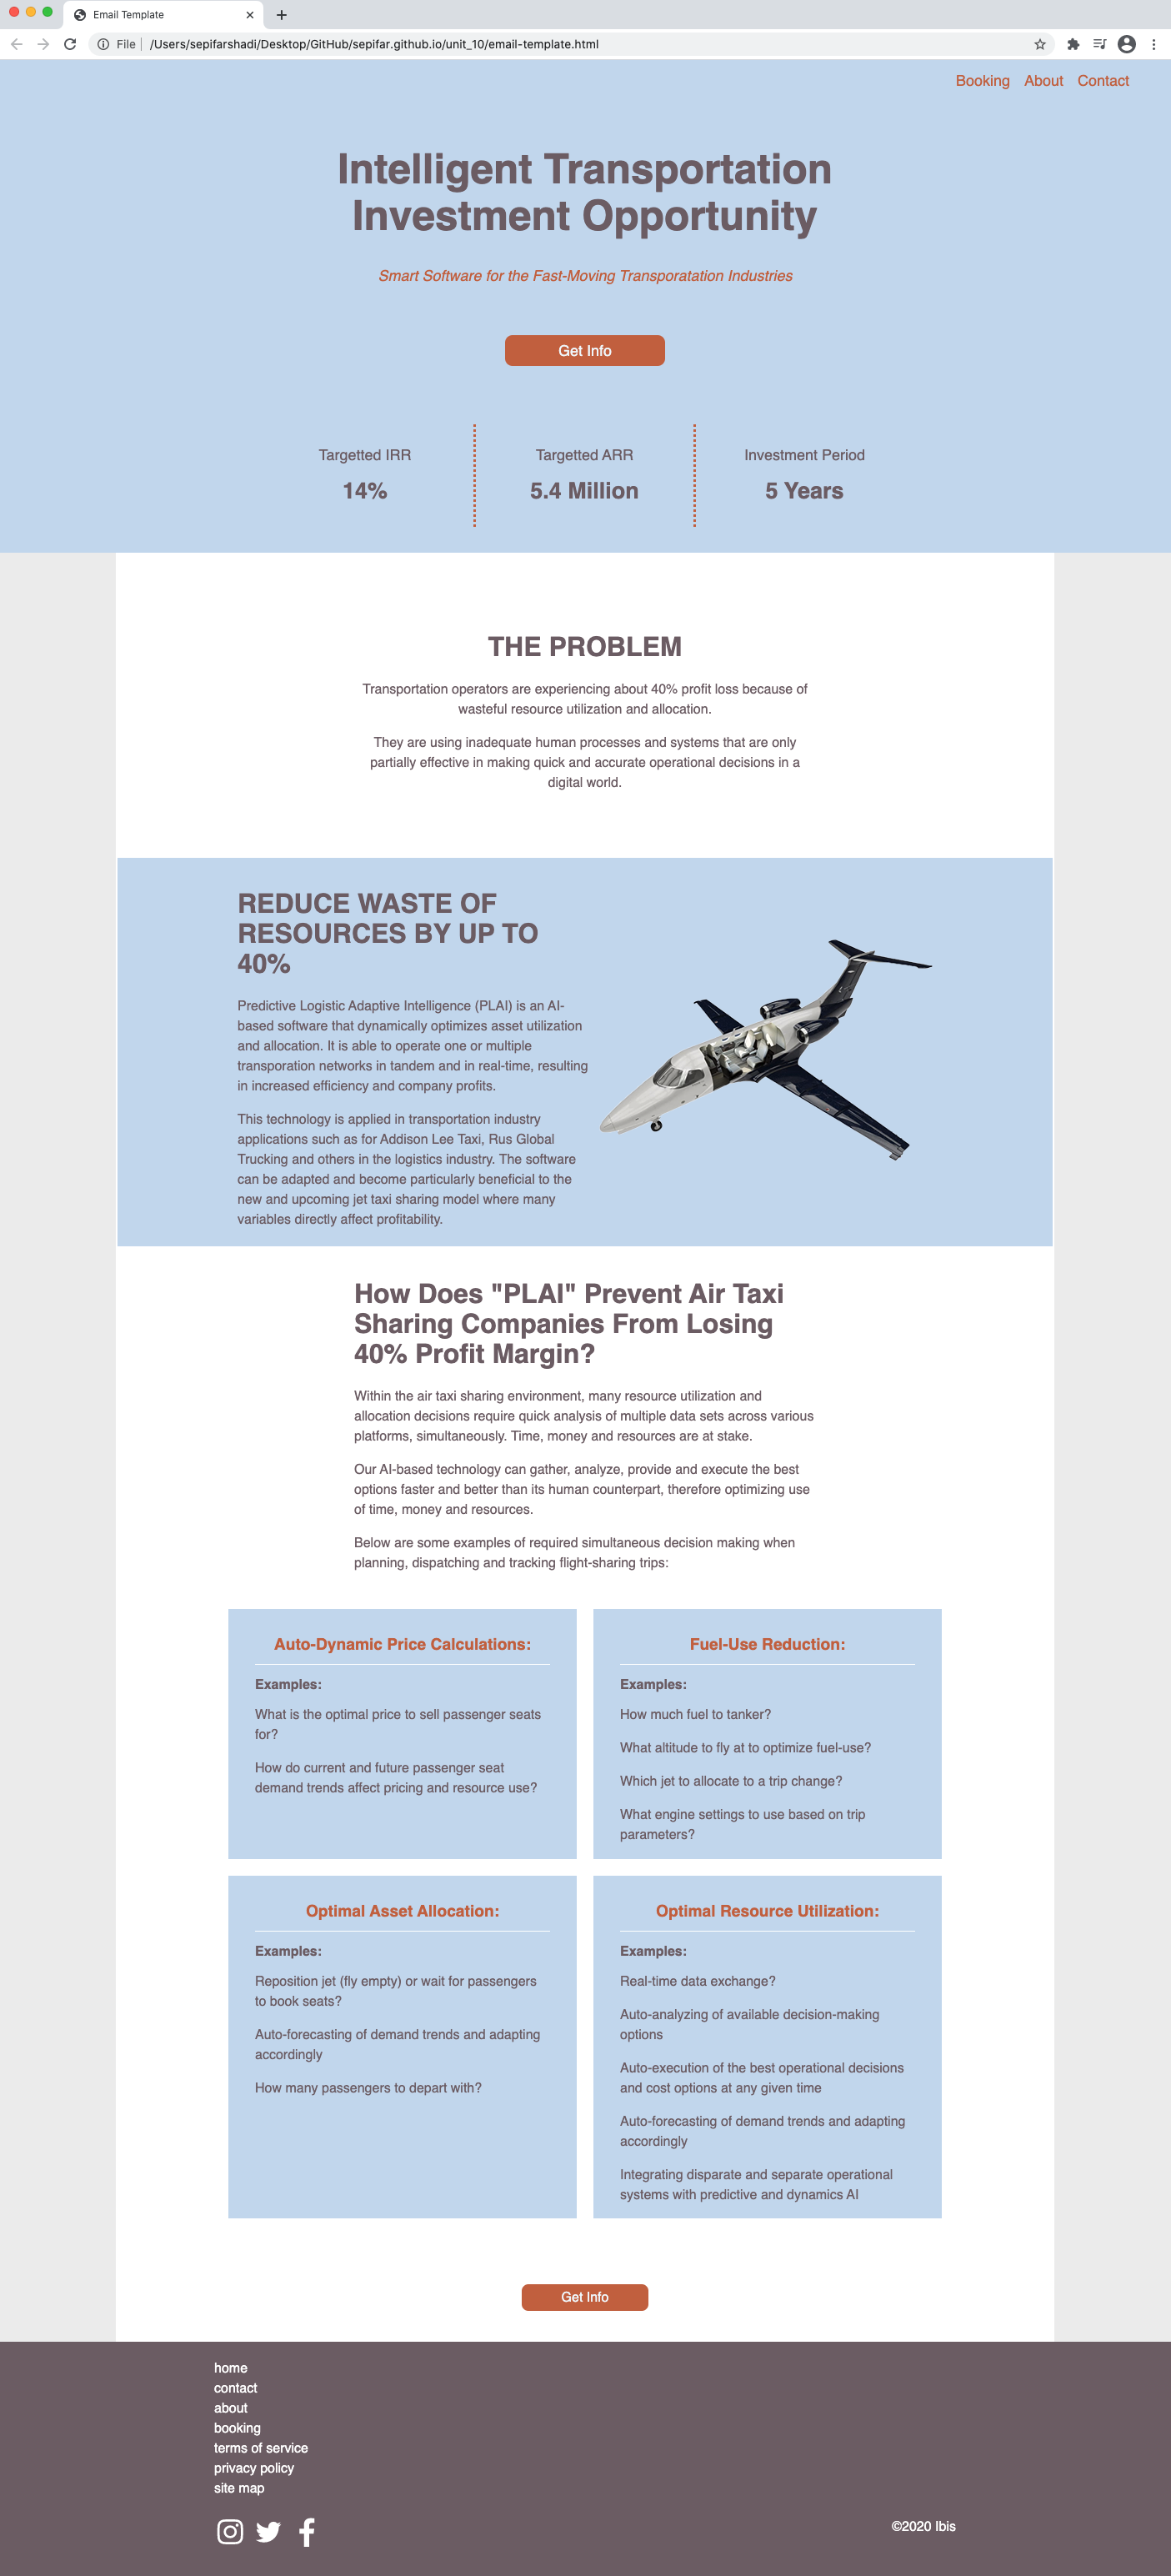 Email Template
File
/Users/sepifarshadi/Desktop/GitHub/sepifar.github.io/unit_10/email-template.html
Booking About Contact
Intelligent Transportation
Investment Opportunity
Smart Software for the Fast-Moving Transporatation Industries
Get Info
Targetted IRR
14%
Targetted ARR
5.4 Million
Investment Period
5 Years
THE PROBLEM
Transportation operators are experiencing about 40% profit loss because of
wasteful resource utilization and allocation.
They are using inadequate human processes and systems that are only
partially effective in making quick and accurate operational decisions in a
digital world.
REDUCE WASTE OF
RESOURCES BY UP TO
40%
Predictive Logistic Adaptive Intelligence (PLAI) is an AI-
based software that dynamically optimizes asset utilization
and allocation. It is able to operate one or multiple
transporation networks in tandem and in real-time, resulting
in increased efficiency and company profits.
This technology is applied in transportation industry
applications such as for Addison Lee Taxi, Rus Global
Trucking and others in the logistics industry. The software
can be adapted and become particularly beneficial to the
new and upcoming jet taxi sharing model where many
variables directly affect profitability.
How Does "PLAI" Prevent Air Taxi
Sharing Companies From Losing
40% Profit Margin?
Within the air taxi sharing environment, many resource utilization and
allocation decisions require quick analysis of multiple data sets across various
platforms, simultaneously. Time, money and resources are at stake.
Our AI-based technology can gather, analyze, provide and execute the best
options faster and better than its human counterpart, therefore optimizing use
of time, money and resources.
Below are some examples of required simultaneous decision making when
planning, dispatching and tracking flight-sharing trips:
Auto-Dynamic Price Calculations:
Examples:
What is the optimal price to sell passenger seats
for?
How do current and future passenger seat
demand trends affect pricing and resource use?
Fuel-Use Reduction:
Examples:
How much fuel to tanker?
What altitude to fly at to optimize fuel-use?
Which jet to allocate to a trip change?
What engine settings to use based on trip
parameters?
Optimal Asset Allocation:
Examples:
Reposition jet (fly empty) or wait for passengers
to book seats?
Auto-forecasting of demand trends and adapting
accordingly
How many passengers to depart with?
Optimal Resource Utilization:
Examples:
Real-time data exchange?
Auto-analyzing of available decision-making
options
Auto-execution of the best operational decisions
and cost options at any given time
Auto-forecasting of demand trends and adapting
accordingly
Integrating disparate and separate operational
systems with predictive and dynamics AI
Get Info
home
contact
about
booking
terms of service
privacy policy
site map
©2020 Ibis